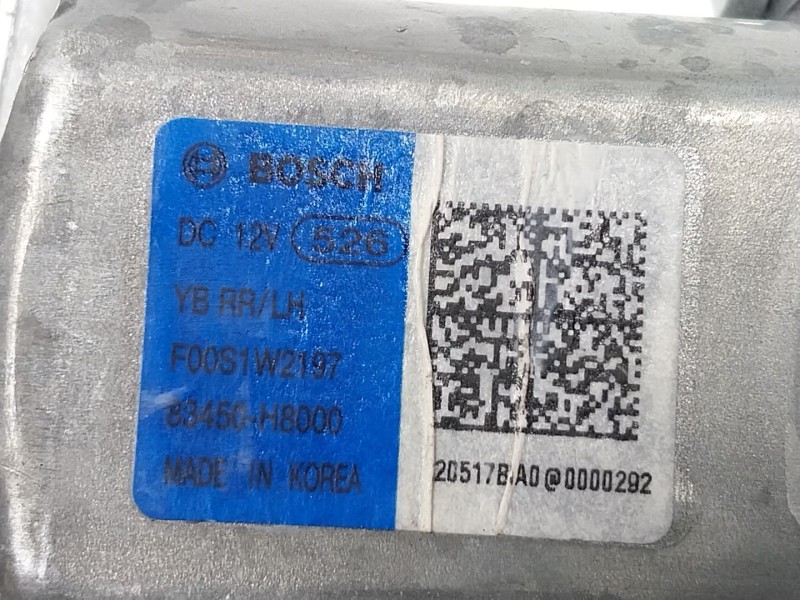 BOSCH
DC 12V 526
YB RR/LH
F00S1W2197
83450-H8000
MADE IN KOREA
20517BA0@0000292